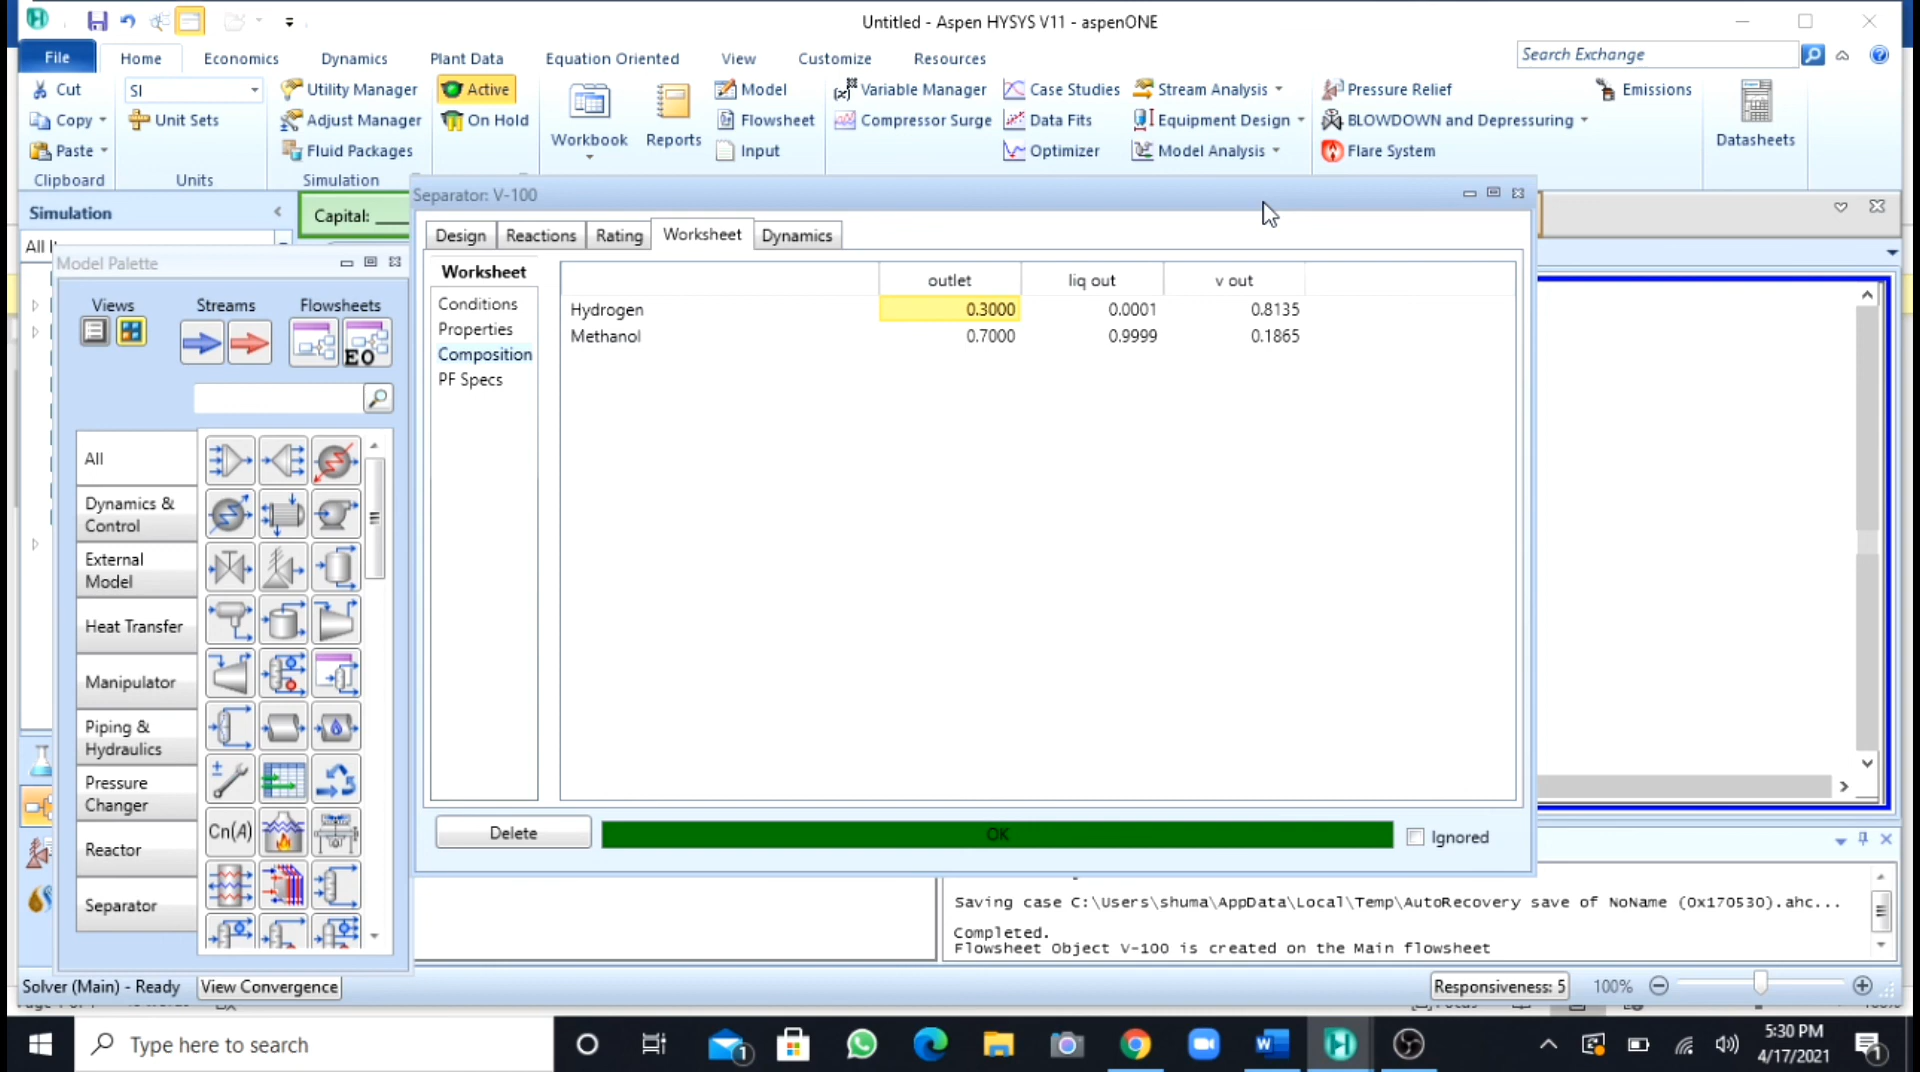 Untitled - Aspen HYSYS V11 - aspenONE
File Home Economics Dynamics Plant Data Equation Oriented View Customize Resources
Search Exchange
Cut
Copy
Paste
Clipboard
SI
Unit Sets
Units
Utility Manager
Adjust Manager
Fluid Packages
Simulation
Active
On Hold
Workbook
Reports
Model
Flowsheet
Input
Variable Manager
Compressor Surge
Case Studies
Data Fits
Optimizer
Stream Analysis
Equipment Design
Model Analysis
Pressure Relief
BLOWDOWN and Depressuring
Flare System
Emissions
Datasheets
Simulation
Capital:
All
Model Palette
Views Streams Flowsheets
EO
All
Dynamics &
Control
External
Model
Heat Transfer
Manipulator
Piping &
Hydraulics
Pressure
Changer
Reactor
Separator
Cn(A)
Separator: V-100
Design Reactions Rating Worksheet Dynamics
Worksheet
Conditions
Properties
Composition
PF Specs
outlet liq out v out
Hydrogen 0.3000 0.0001 0.8135
Methanol 0.7000 0.9999 0.1865
Delete
OK
Ignored
Saving case C:\Users\shuma\AppData\Local\Temp\AutoRecovery save of NoName (0x170530).ahc...
Completed.
Flowsheet Object V-100 is created on the Main flowsheet
Solver (Main) - Ready
View Convergence
Responsiveness: 5
100%
Type here to search
1
5:30 PM
4/17/2021
1